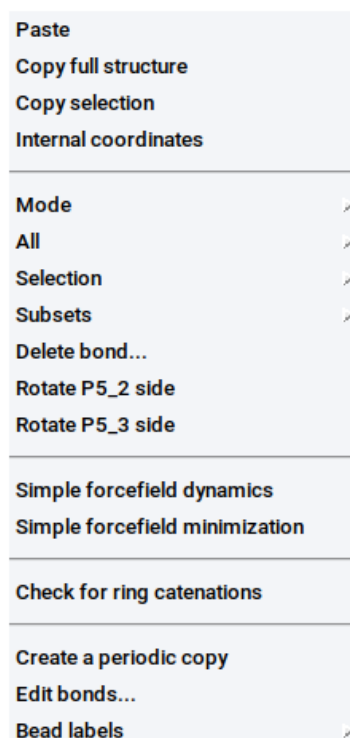 Paste
Copy full structure
Copy selection
Internal coordinates
Mode
All
Selection
Subsets
Delete bond...
Rotate P5_2 side
Rotate P5_3 side
Simple forcefield dynamics
Simple forcefield minimization
Check for ring catenations
Create a periodic copy
Edit bonds...
Bead labels